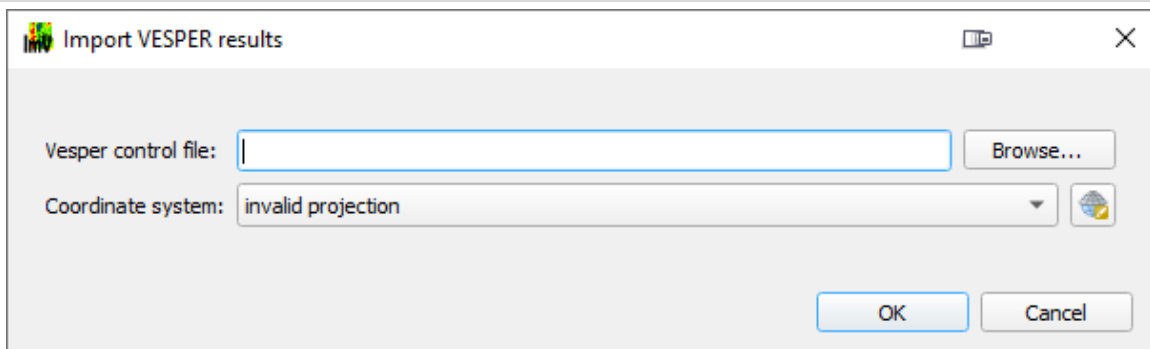 Import VESPER results
Vesper control file:
Browse...
Coordinate system: invalid projection
OK Cancel